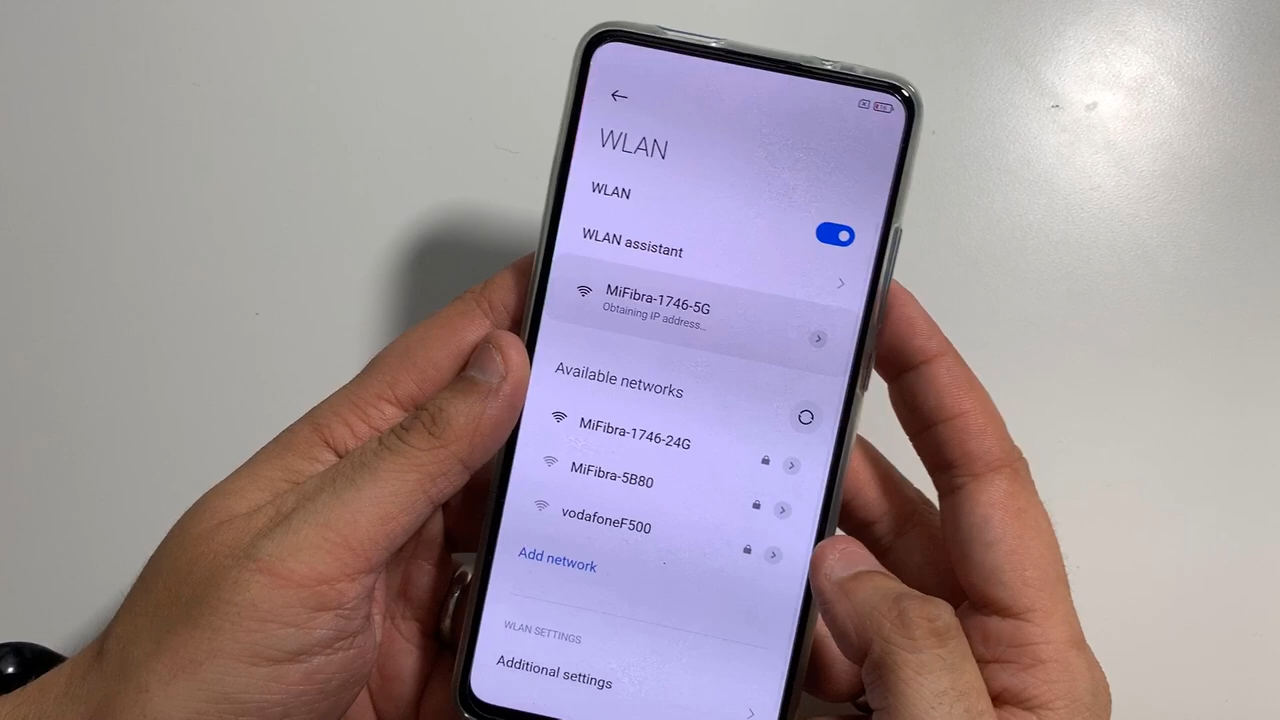 WLAN
WLAN
WLAN assistant
MiFibra-1746-5G
Obtaining IP address...
Available networks
MiFibra-1746-24G
MiFibra-5B80
vodafoneF500
Add network
WLAN SETTINGS
Additional settings